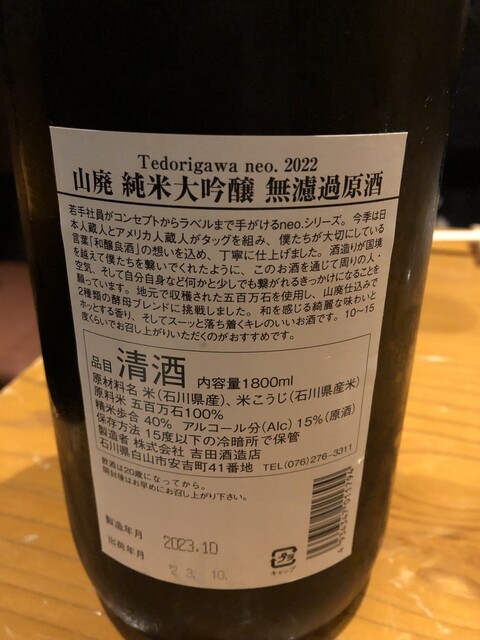 Tedorigawa neo. 2022
山廃 純米大吟醸 無濾過原酒
若手社員がコンセプトからラベルまで手がけるneo.シリーズ。今季は日
本人蔵人とアメリカ人蔵人がタッグを組み、僕たちが大切にしている
言葉「和醸良酒」の想いを込め、丁寧に仕上げました。酒造りが国境
を越えて僕たちを繋いでくれたように、このお酒を通じて周りの人・
空気、そして自分自身など何かと少しでも繋がれるきっかけになることを
願っています。地元で収穫された五百万石を使用し、山廃仕込みで
2種類の酵母ブレンドに挑戦しました。和を感じる綺麗な味わいと
ホッとする香り、そしてスーッと落ち着くキレのいいお酒です。10~15
度くらいでお召し上がりいただくのがおすすめです。
品目 清酒 内容量1800ml
原材料名 米(石川県産)、米こうじ(石川県産米)
原料米 五百万石100%
精米歩合 40% アルコール分(Alc) 15%(原酒)
保存方法 15度以下の冷暗所で保管
製造者 株式会社 吉田酒造店
石川県白山市安吉町41番地 TEL(076)276-3311
飲酒は20歳になってから。
開封後はお早めにお召し上がり下さい。
製造年月 2023.10
出荷年月 2 3. 10.
キャップ